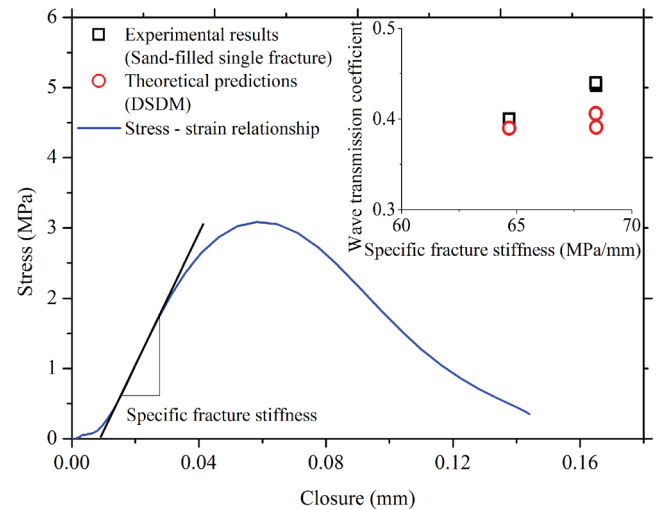 6
5
4
3
2
1
0
Stress (MPa)
Experimental results
(Sand-filled single fracture)
Theoretical predictions
(DSDM)
Stress - strain relationship
Specific fracture stiffness
0.00
0.04
0.08
0.12
0.16
Closure (mm)
Wave transmission coefficient
0.5
0.4
0.3
60
65
70
Specific fracture stiffness (MPa/mm)